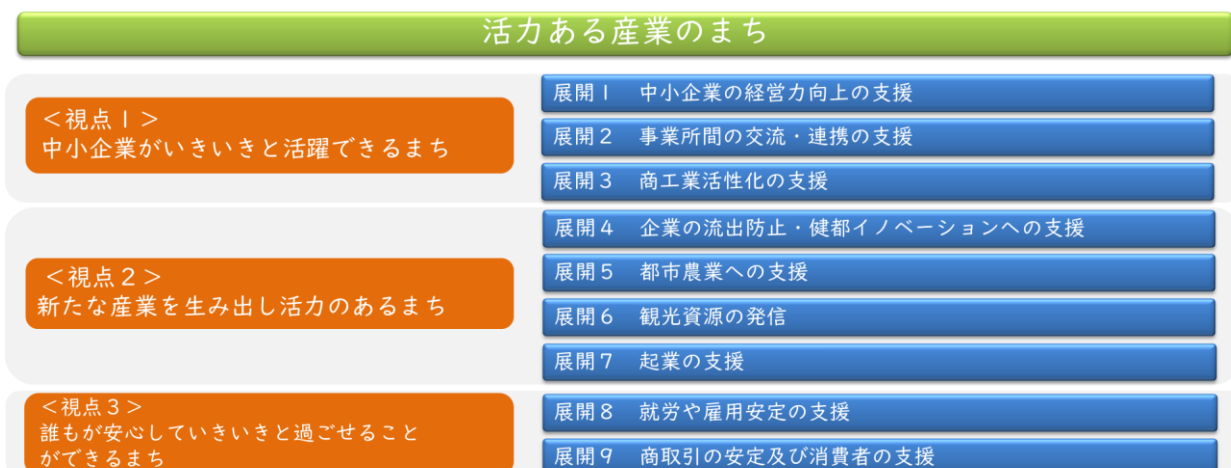 活力ある産業のまち
＜視点１＞
中小企業がいきいきと活躍できるまち
展開１　中小企業の経営力向上の支援
展開２　事業所間の交流・連携の支援
展開３　商工業活性化の支援
＜視点２＞
新たな産業を生み出し活力のあるまち
展開４　企業の流出防止・健都イノベーションへの支援
展開５　都市農業への支援
展開６　観光資源の発信
展開７　起業の支援
＜視点３＞
誰もが安心していきいきと過ごせること
ができるまち
展開８　就労や雇用安定の支援
展開９　商取引の安定及び消費者の支援